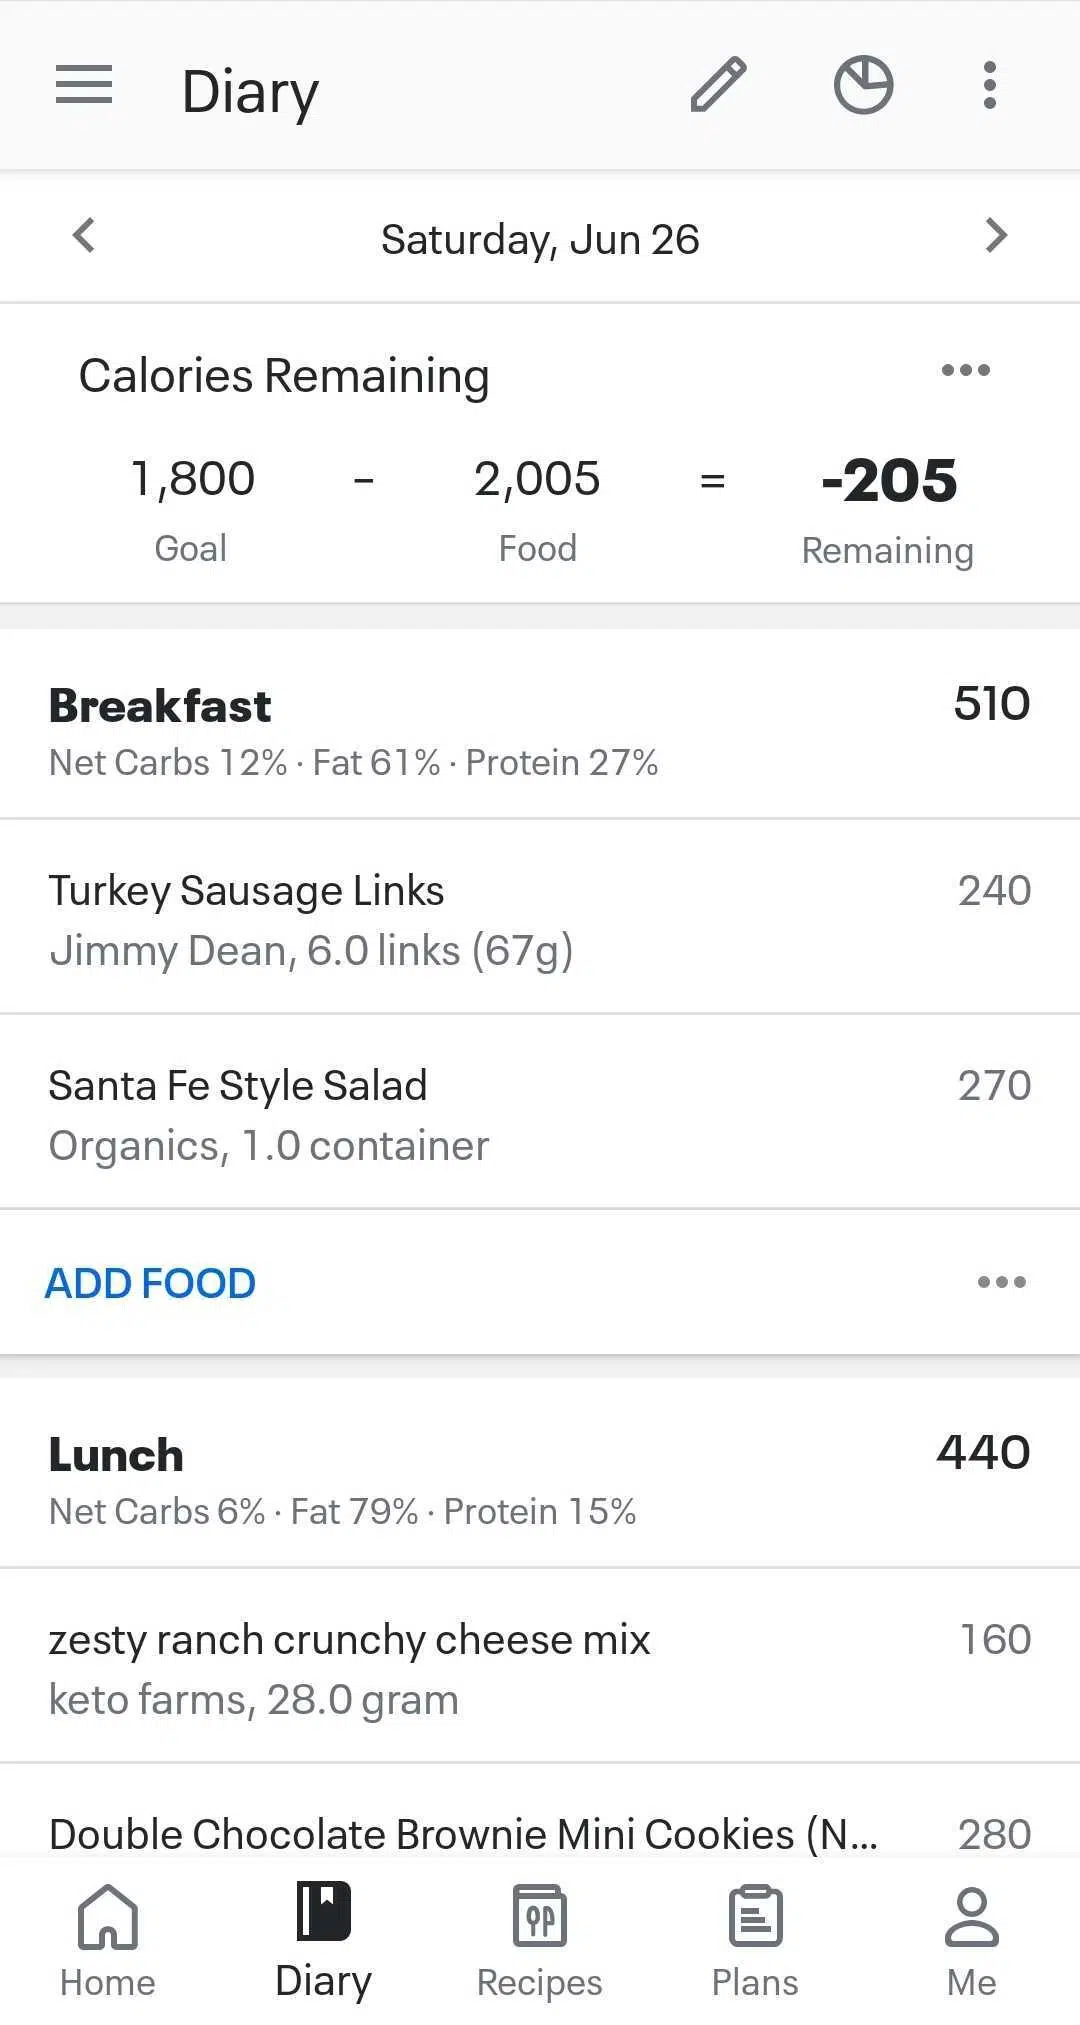 Diary
Saturday, Jun 26
Calories Remaining
1,800 - 2,005 = -205
Goal Food Remaining
Breakfast 510
Net Carbs 12% · Fat 61% · Protein 27%
Turkey Sausage Links 240
Jimmy Dean, 6.0 links (67g)
Santa Fe Style Salad 270
Organics, 1.0 container
ADD FOOD
Lunch 440
Net Carbs 6% · Fat 79% · Protein 15%
zesty ranch crunchy cheese mix 160
keto farms, 28.0 gram
Double Chocolate Brownie Mini Cookies (N... 280
Home Diary Recipes Plans Me